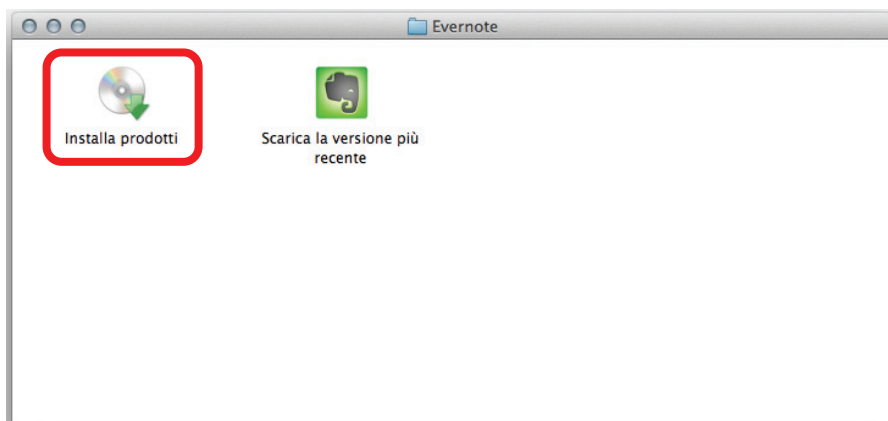 Evernote
Installa prodotti
Scarica la versione più
recente